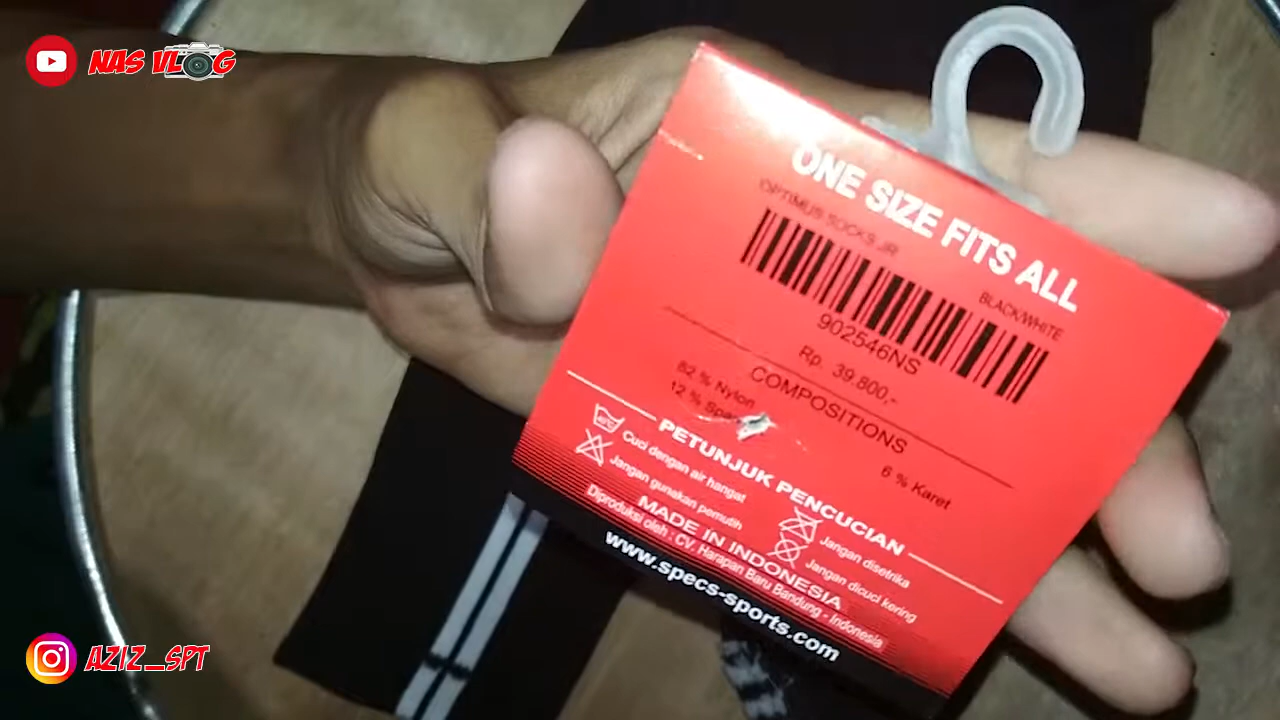 NAS VLOG
ONE SIZE FITS ALL
OPTIMUS SOCKS JR
BLACK/WHITE
902546NS
Rp. 39.800,-
COMPOSITIONS
82 % Nylon
12 %
6 % Karet
PETUNJUK PENCUCIAN
Cuci dengan air hangat
Jangan gunakan pemutih
Jangan disetrika
Jangan dicuci kering
MADE IN INDONESIA
Diproduksi oleh : CV. Harapan Baru Bandung - Indonesia
www.specs-sports.com
AZIZ_SPT